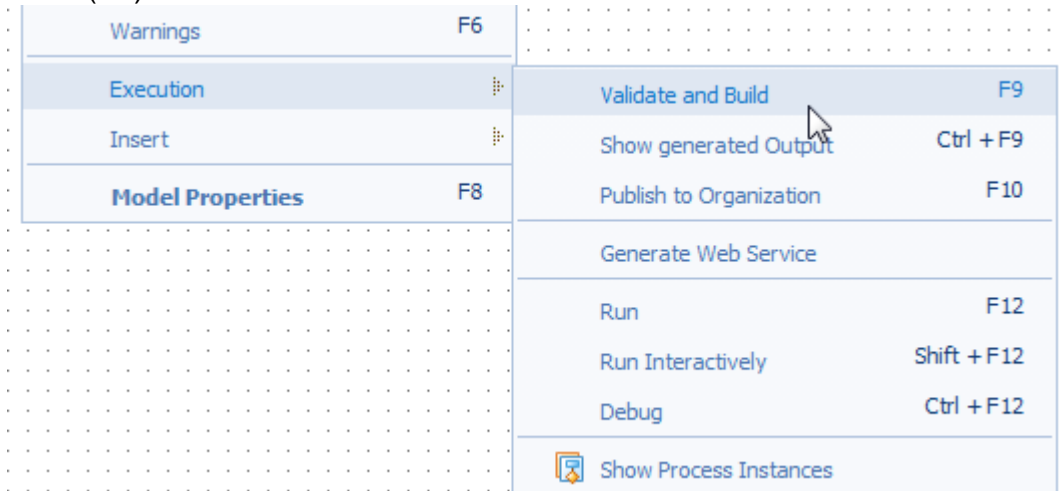 Warnings F6
Execution
Insert
Model Properties F8
Validate and Build F9
Show generated Output Ctrl + F9
Publish to Organization F10
Generate Web Service
Run F12
Run Interactively Shift + F12
Debug Ctrl + F12
Show Process Instances